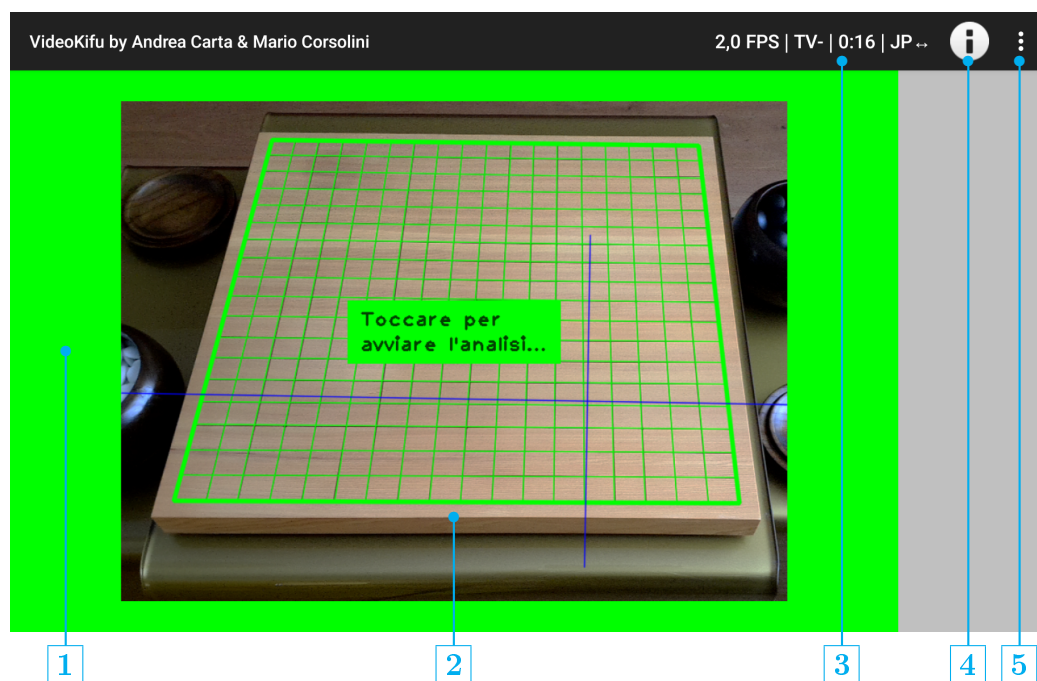 VideoKifu by Andrea Carta & Mario Corsolini
2,0 FPS | TV- | 0:16 | JP↔
i
Toccare per
avviare l'analisi...
1
2
3
4
5